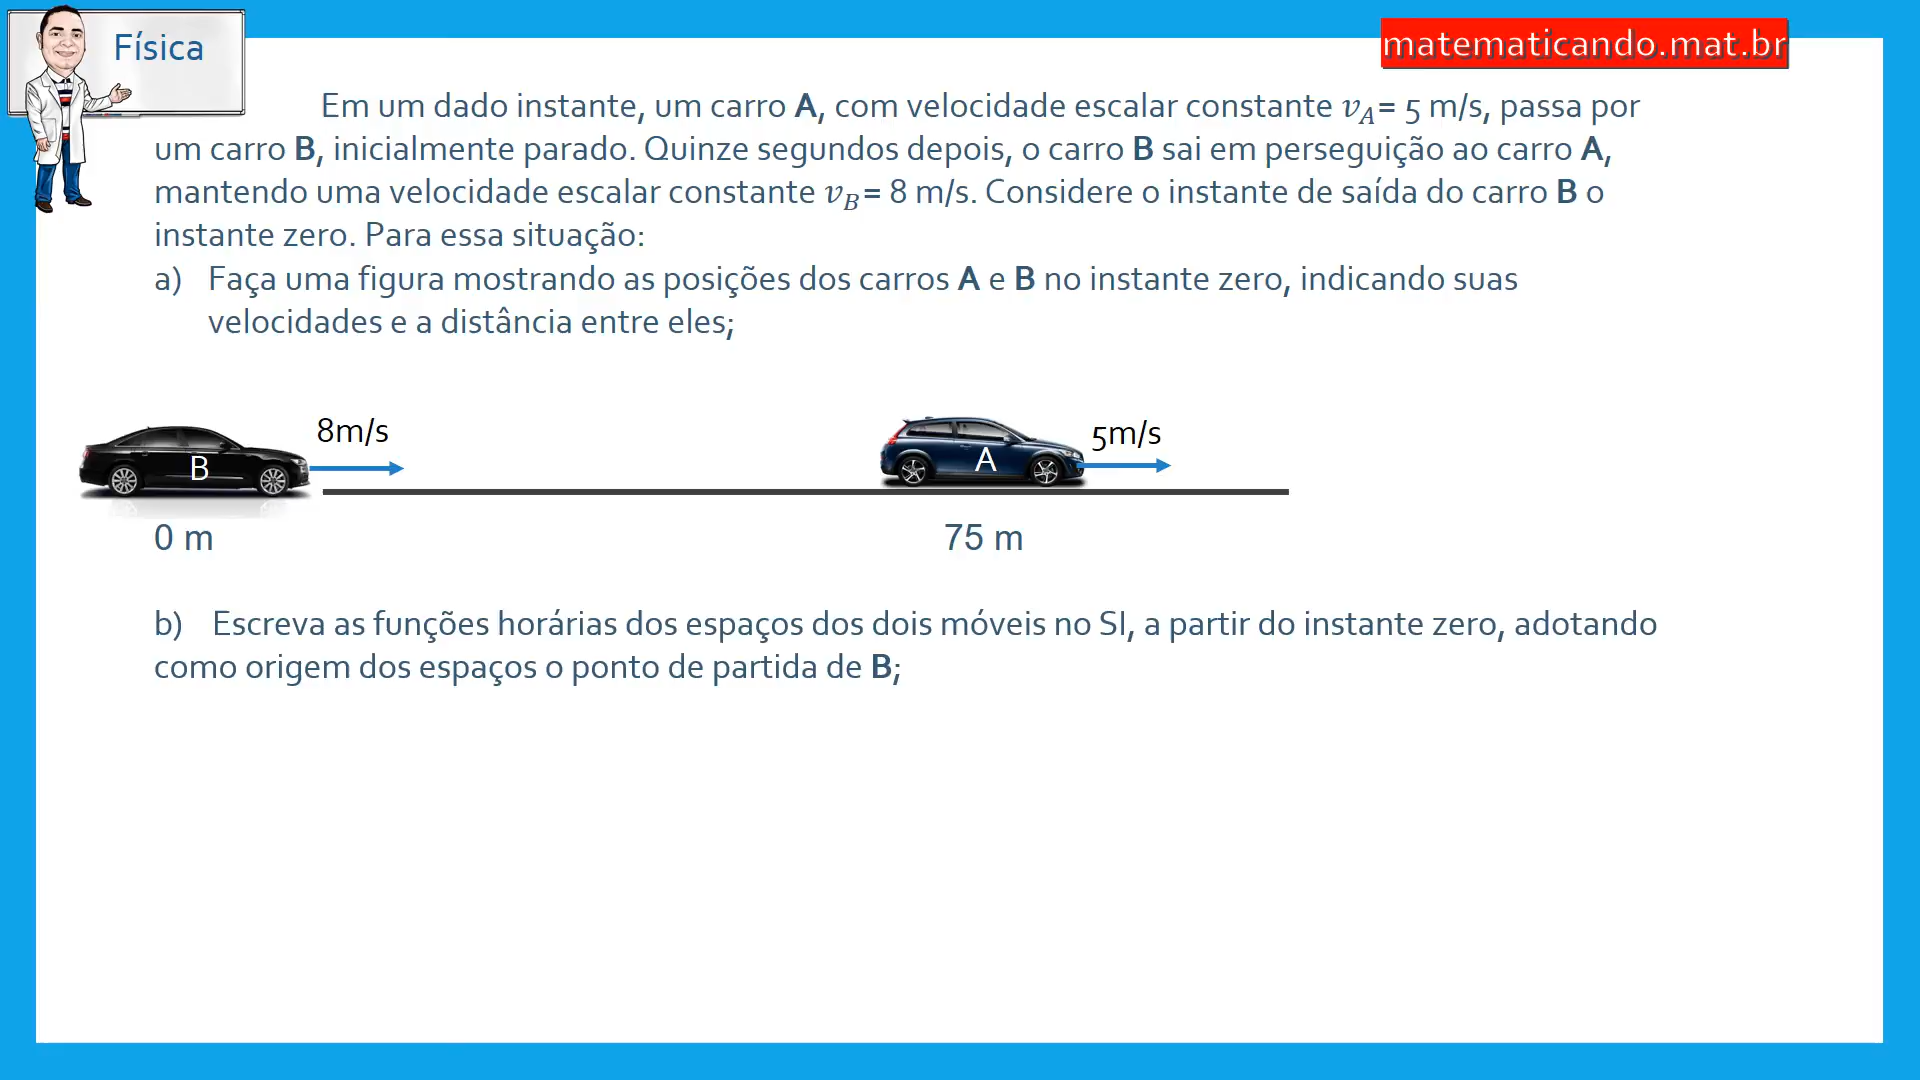 Física
matematicando.mat.br
Em um dado instante, um carro A, com velocidade escalar constante v_A= 5 m/s, passa por
um carro B, inicialmente parado. Quinze segundos depois, o carro B sai em perseguição ao carro A,
mantendo uma velocidade escalar constante v_B= 8 m/s. Considere o instante de saída do carro B o
instante zero. Para essa situação:
a) Faça uma figura mostrando as posições dos carros A e B no instante zero, indicando suas
velocidades e a distância entre eles;
8m/s
5m/s
B
A
0 m
75 m
b) Escreva as funções horárias dos espaços dos dois móveis no SI, a partir do instante zero, adotando
como origem dos espaços o ponto de partida de B;